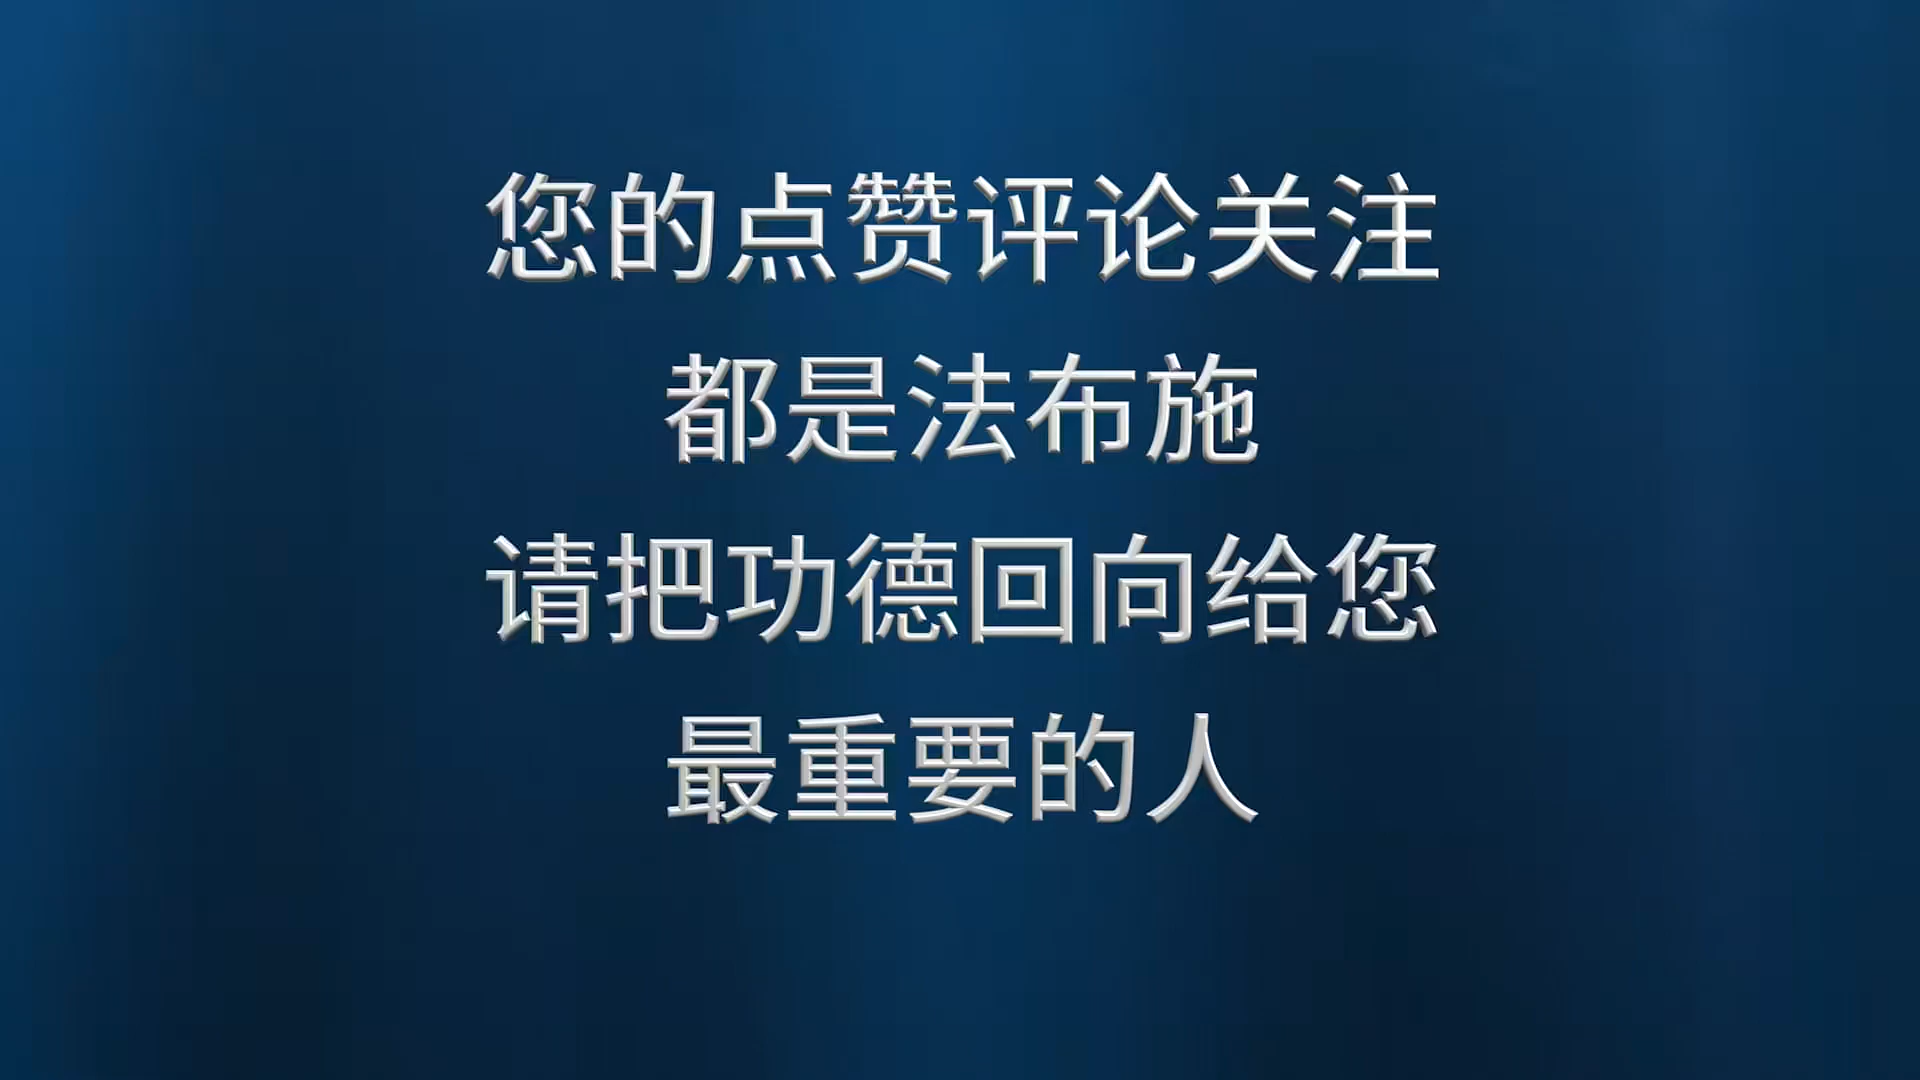 您的点赞评论关注
都是法布施
请把功德回向给您
最重要的人